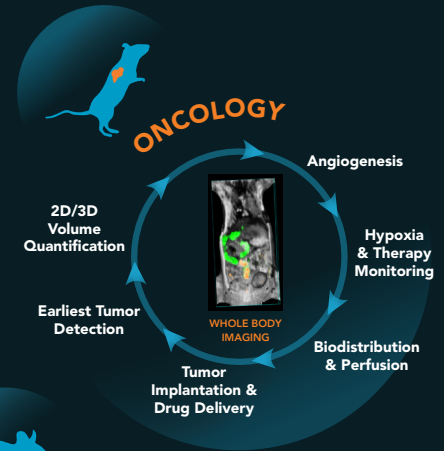 ONCOLOGY
Angiogenesis
Hypoxia
& Therapy
Monitoring
Biodistribution
& Perfusion
Tumor
Implantation &
Drug Delivery
Earliest Tumor
Detection
2D/3D
Volume
Quantification
WHOLE BODY
IMAGING